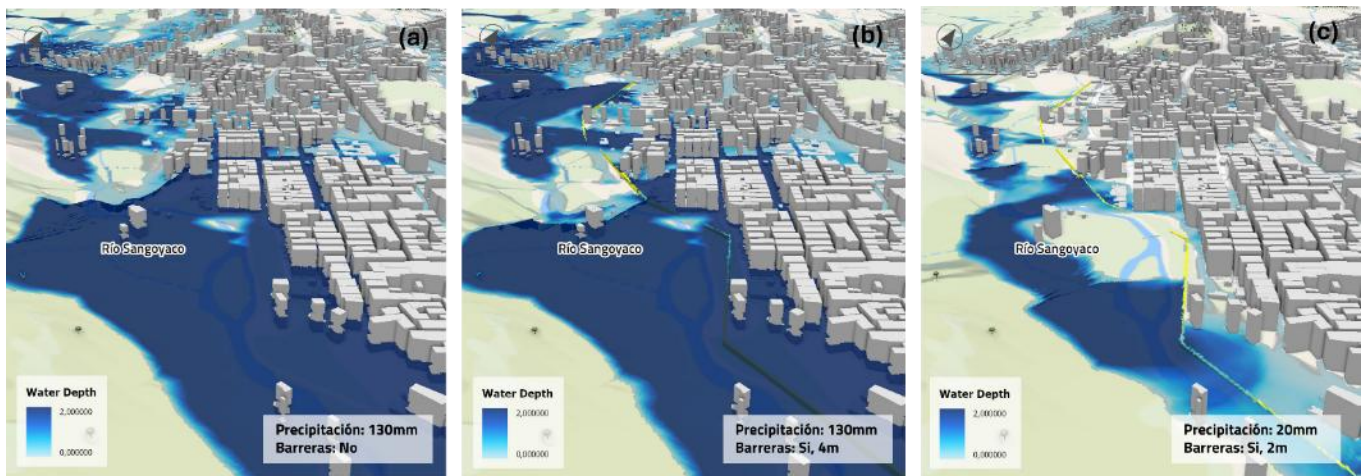 (a)
Río Sangoyaco
Water Depth
2,000000
0,000000
Precipitación: 130mm
Barreras: No
(b)
Río Sangoyaco
Water Depth
2,000000
0,000000
Precipitación: 130mm
Barreras: Si, 4m
(c)
Río Sangoyaco
Water Depth
2,000000
0,000000
Precipitación: 20mm
Barreras: Si, 2m